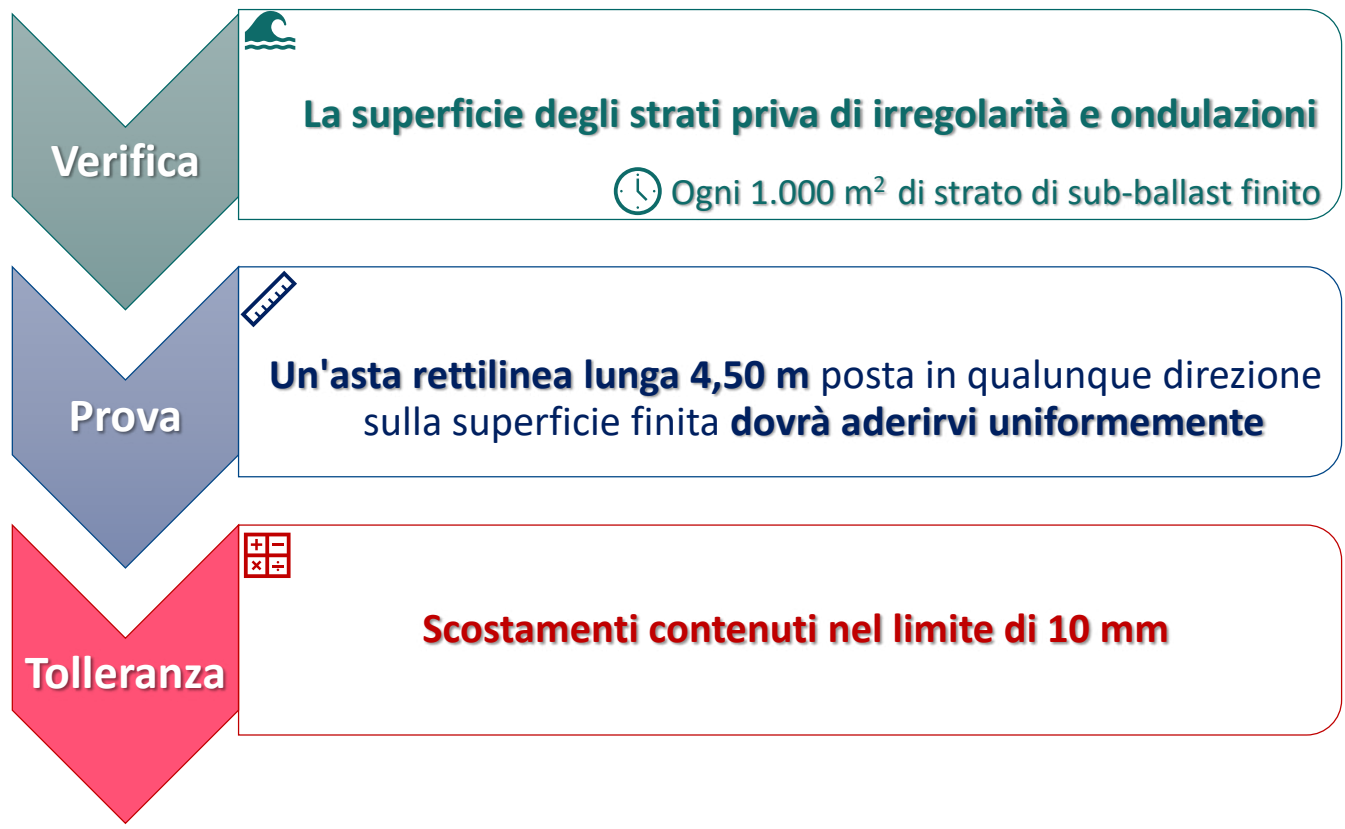 Verifica
La superficie degli strati priva di irregolarità e ondulazioni
Ogni 1.000 m² di strato di sub-ballast finito
Prova
Un'asta rettilinea lunga 4,50 m posta in qualunque direzione
sulla superficie finita dovrà aderirvi uniformemente
Tolleranza
Scostamenti contenuti nel limite di 10 mm